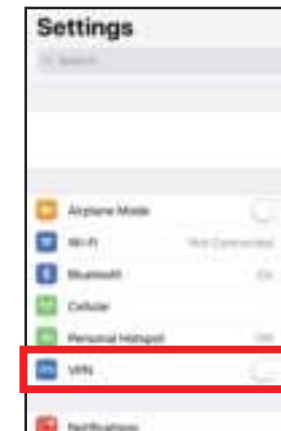 Settings
Search
Airplane Mode
Wi-Fi Not Connected
Bluetooth On
Cellular
Personal Hotspot Off
VPN
Notifications